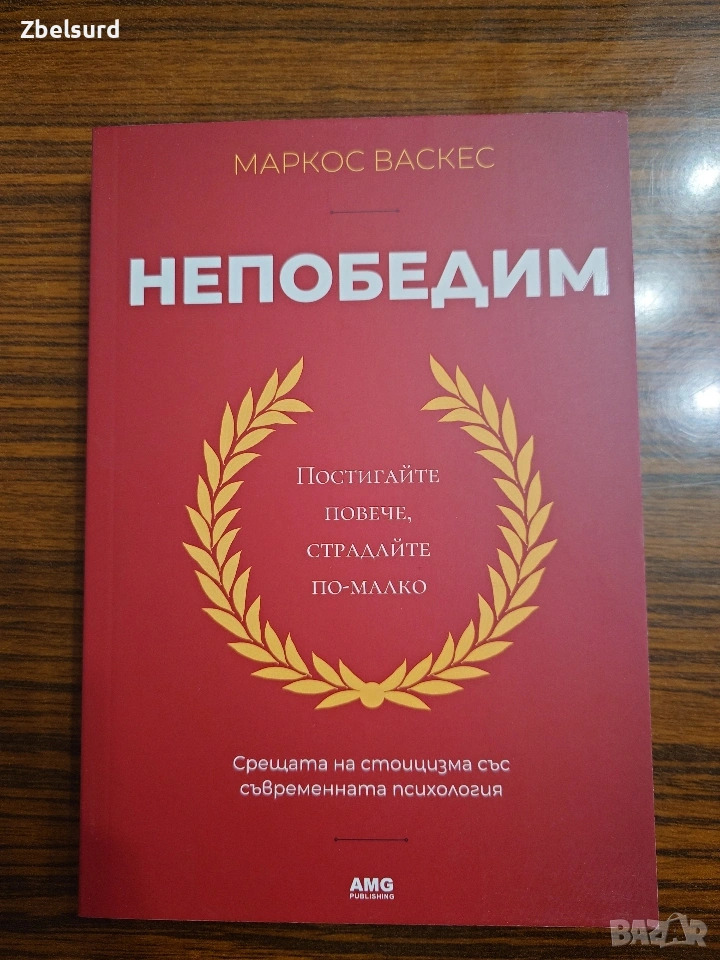 Zbelsurd
МАРКОС ВАСКЕС
НЕПОБЕДИМ
Постигайте
повече,
страдайте
по-малко
Срещата на стоицизма със
съвременната психология
AMG
PUBLISHING
BAZAR